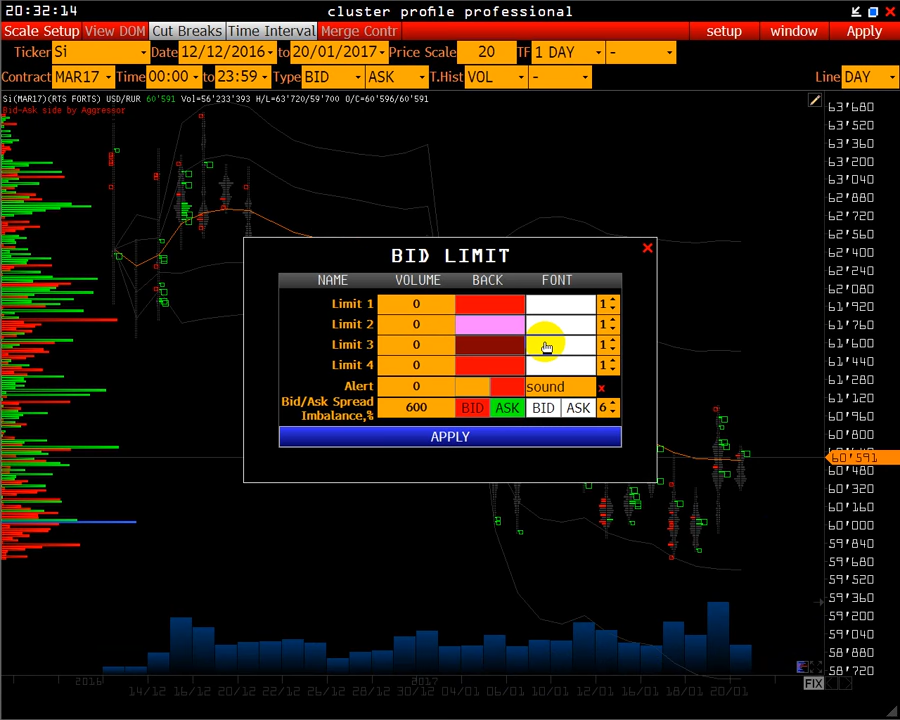 20:32:14
cluster profile professional
Scale Setup View DOM Cut Breaks Time Interval Merge Contr setup window Apply
Ticker Si Date 12/12/2016 to 20/01/2017 Price Scale 20 TF 1 DAY -
Contract MAR17 Time 00:00 to 23:59 Type BID ASK T.Hist VOL - Line DAY
Si(MAR17)(RTS FORTS) USD/RUR 60'591 Vol=56'233'393 H/L=63'720/59'700 O/C=60'596/60'591
Bid-Ask side by Aggressor
BID LIMIT
NAME VOLUME BACK FONT
Limit 1 0 1
Limit 2 0 1
Limit 3 0 1
Limit 4 0 1
Alert 0 sound x
Bid/Ask Spread
Imbalance,% 600 BID ASK BID ASK 6
APPLY
63'680
63'520
63'360
63'200
63'040
62'880
62'720
62'560
62'400
62'240
62'080
61'920
61'760
61'600
61'440
61'280
61'120
60'960
60'800
60'591
60'480
60'320
60'160
60'000
59'840
59'680
59'520
59'360
59'200
59'040
58'880
58'720
2016 2017
14/12 16/12 20/12 22/12 26/12 28/12 30/12 04/01 06/01 10/01 12/01 16/01 18/01 20/01
FIX